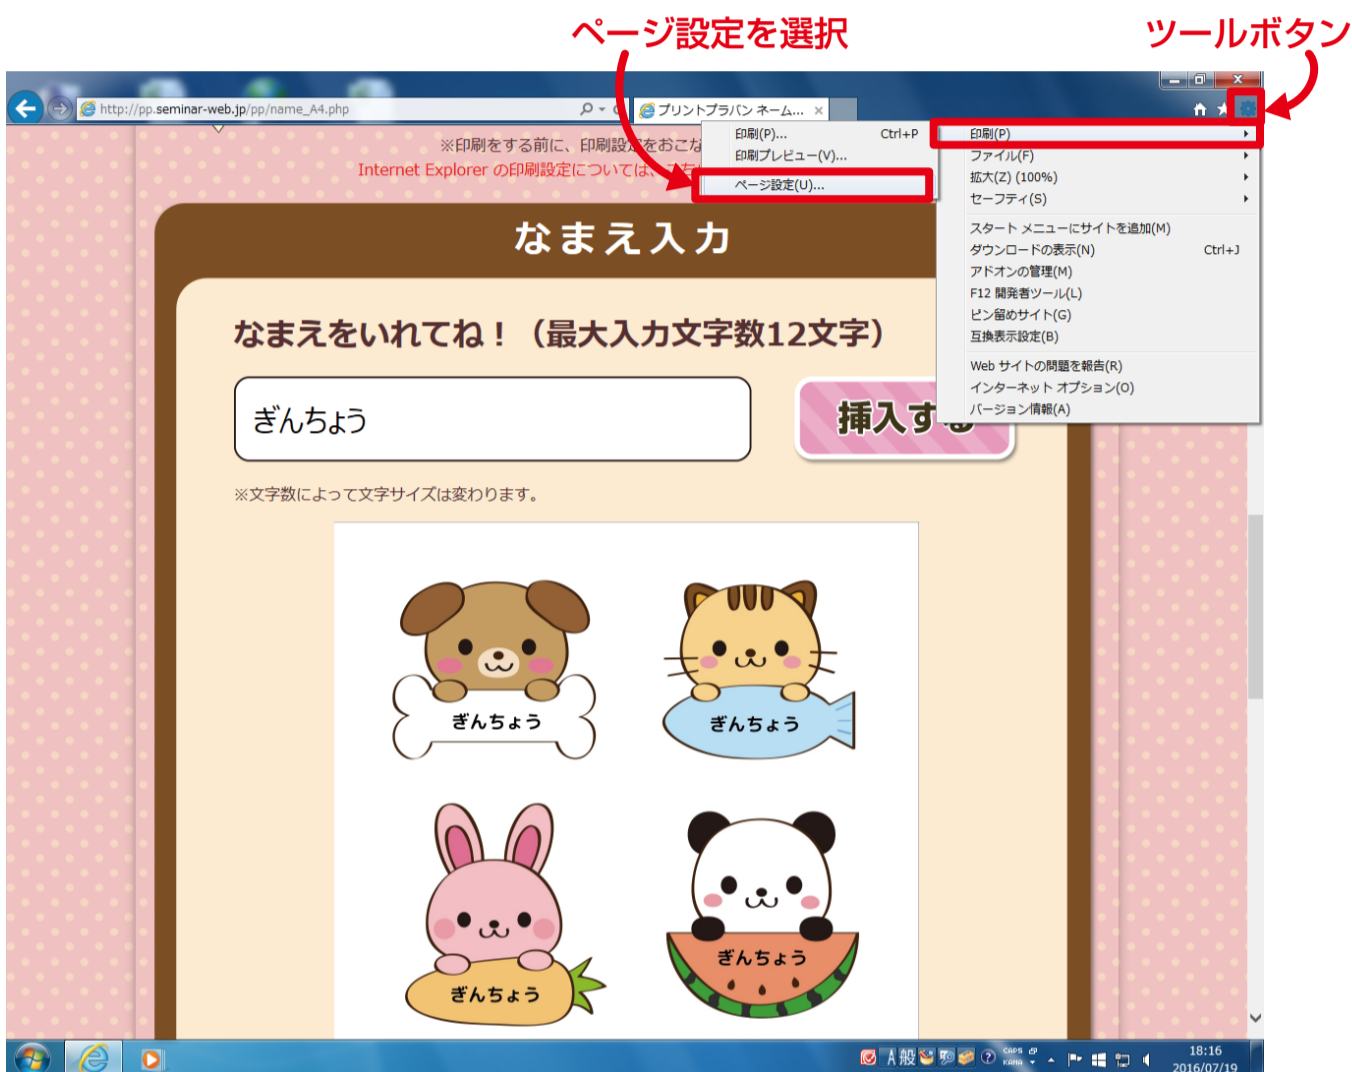 ページ設定を選択
ツールボタン
http://pp.seminar-web.jp/pp/name_A4.php
プリントプラバン ネーム...
※印刷をする前に、印刷設定をおこな
Internet Explorer の印刷設定については、こちら
印刷(P)... Ctrl+P
印刷プレビュー(V)...
ページ設定(U)...
印刷(P)
ファイル(F)
拡大(Z) (100%)
セーフティ(S)
スタート メニューにサイトを追加(M)
ダウンロードの表示(N) Ctrl+J
アドオンの管理(M)
F12 開発者ツール(L)
ピン留めサイト(G)
互換表示設定(B)
Web サイトの問題を報告(R)
インターネット オプション(O)
バージョン情報(A)
なまえ入力
なまえをいれてね！（最大入力文字数12文字）
ぎんちょう
挿入する
※文字数によって文字サイズは変わります。
ぎんちょう
ぎんちょう
ぎんちょう
ぎんちょう
A 般
CAPS
KANA
18:16
2016/07/19